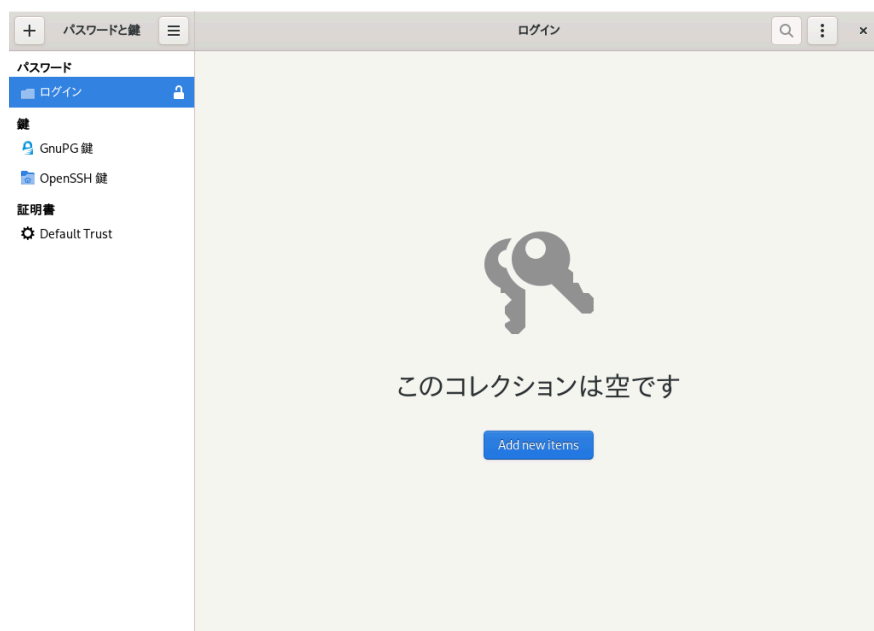 パスワードと鍵
ログイン
パスワード
ログイン
鍵
GnuPG 鍵
OpenSSH 鍵
証明書
Default Trust
このコレクションは空です
Add new items